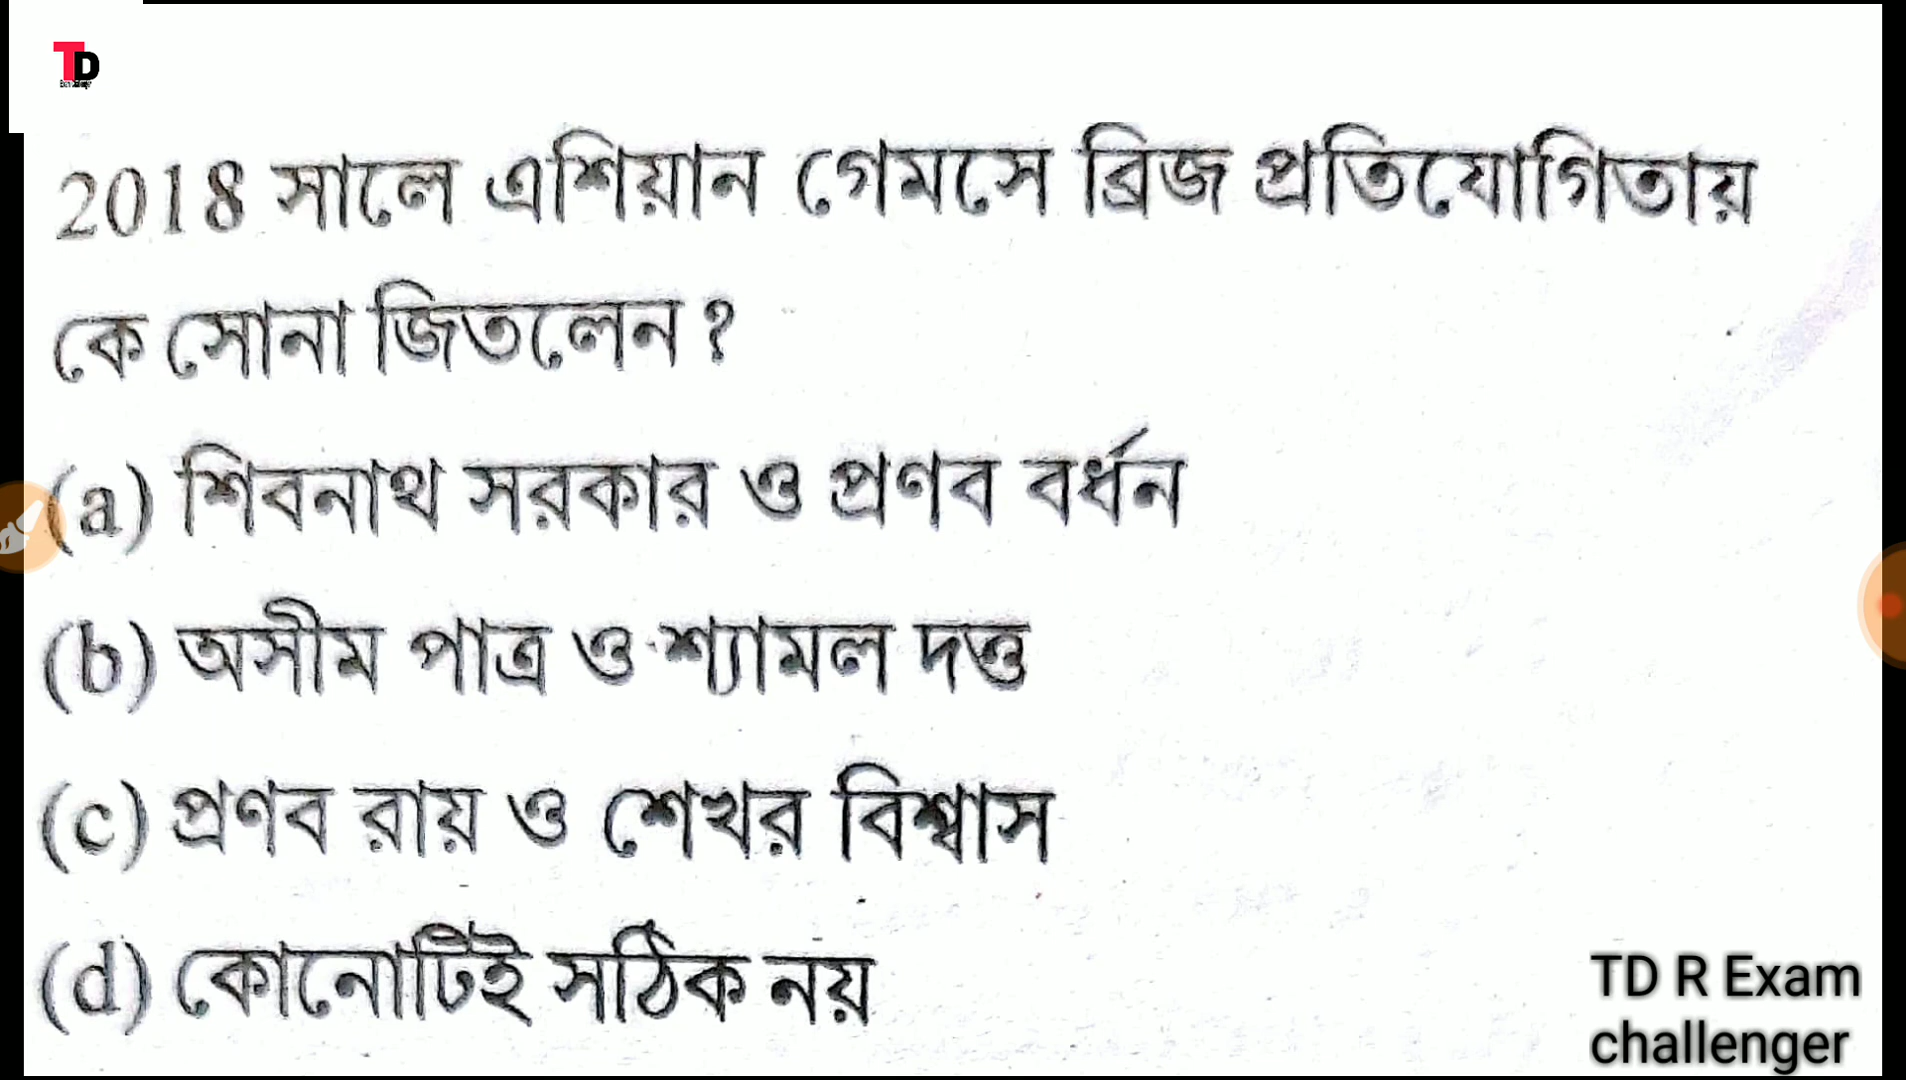 TD
2018 সালে এশিয়ান গেমসে ব্রিজ প্রতিযোগিতায়
কে সোনা জিতলেন ?
(a) শিবনাথ সরকার ও প্রণব বর্ধন
(b) অসীম পাত্র ও শ্যামল দত্ত
(c) প্রণব রায় ও শেখর বিশ্বাস
(d) কোনোটিই সঠিক নয়
TD R Exam
challenger